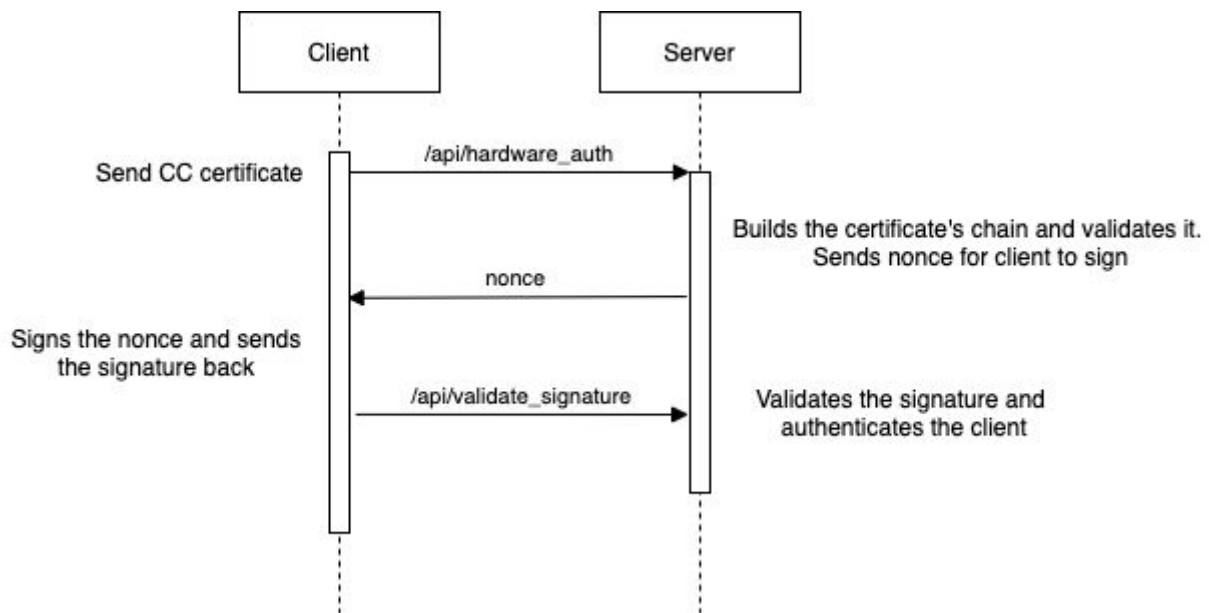 Client
Server
/api/hardware_auth
Send CC certificate
Builds the certificate's chain and validates it.
Sends nonce for client to sign
nonce
Signs the nonce and sends
the signature back
/api/validate_signature
Validates the signature and
authenticates the client